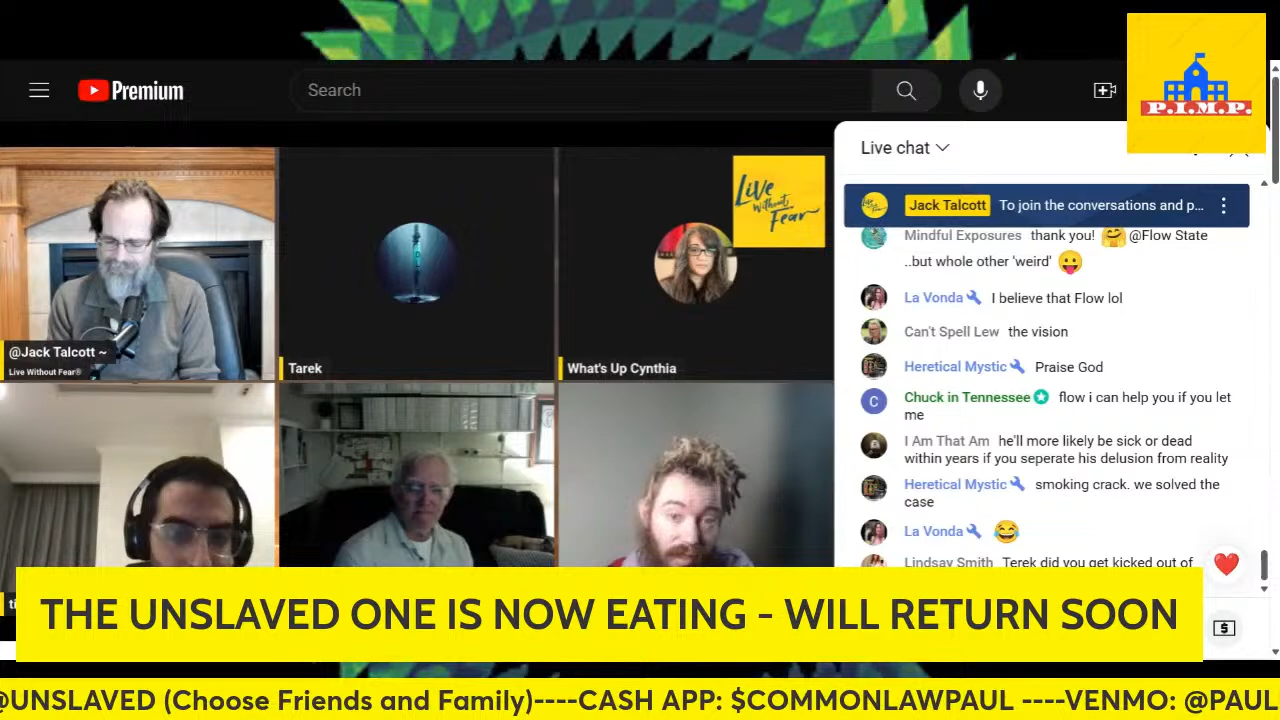 Premium
Search
P.I.M.P.
Live chat
Jack Talcott To join the conversations and p...
Mindful Exposures thank you! 🤗 @Flow State
..but whole other 'weird' 😛
La Vonda I believe that Flow lol
Can't Spell Lew the vision
Heretical Mystic Praise God
Chuck in Tennessee flow i can help you if you let
me
I Am That Am he'll more likely be sick or dead
within years if you seperate his delusion from reality
Heretical Mystic smoking crack. we solved the
case
La Vonda 😂
Lindsay Smith Terek did you get kicked out of
Live
Without
Fear
@Jack Talcott ~
Live Without Fear®
Tarek
What's Up Cynthia
THE UNSLAVED ONE IS NOW EATING - WILL RETURN SOON
@UNSLAVED (Choose Friends and Family)----CASH APP: $COMMONLAWPAUL ----VENMO: @PAUL